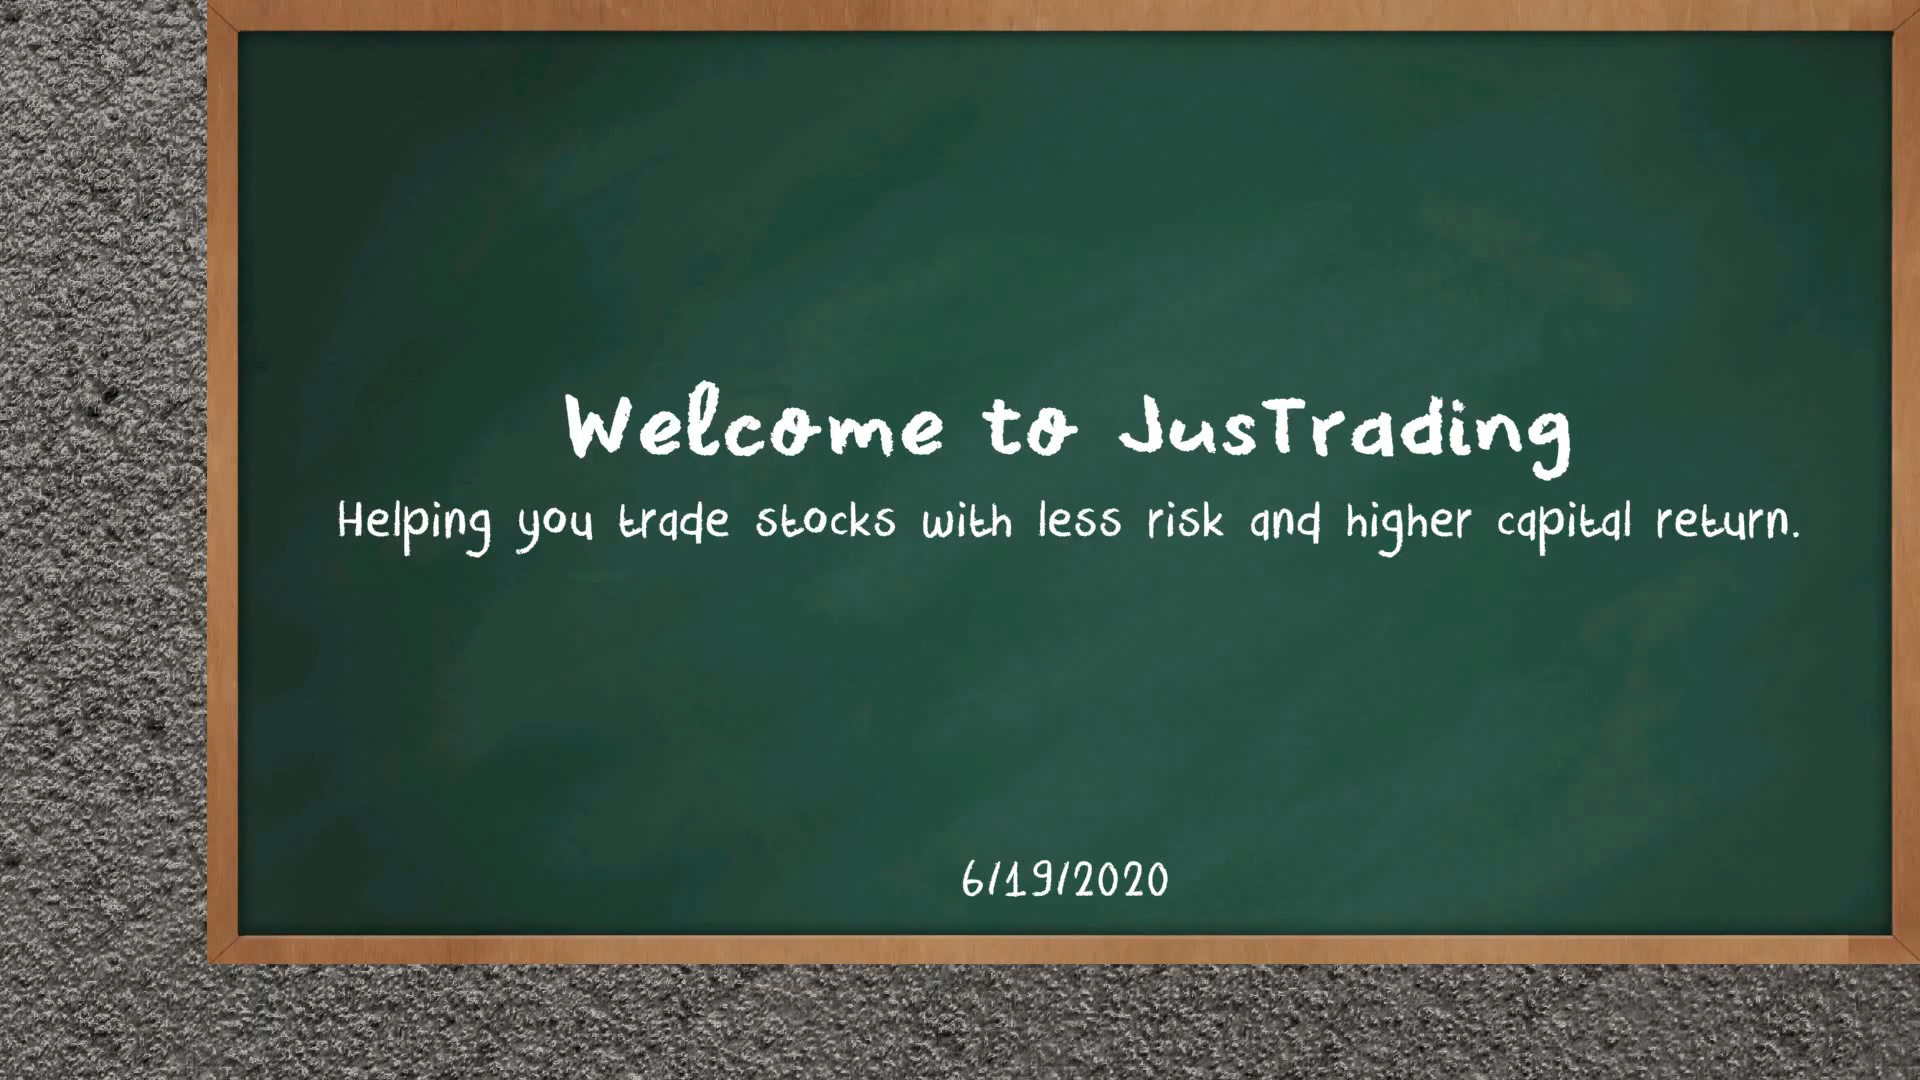 Welcome to JusTrading
Helping you trade stocks with less risk and higher capital return.
6/19/2020